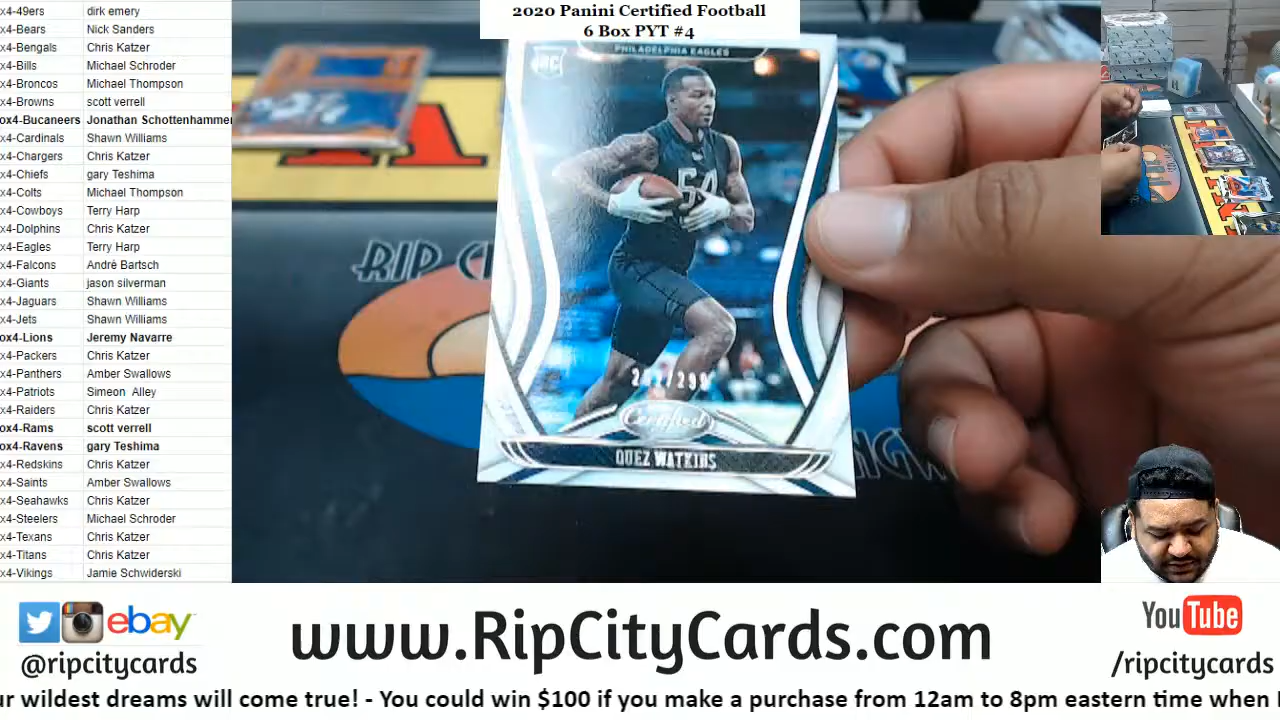 x4-49ers dirk emery
x4-Bears Nick Sanders
x4-Bengals Chris Katzer
x4-Bills Michael Schroder
x4-Broncos Michael Thompson
x4-Browns scott verrell
ox4-Bucaneers Jonathan Schottenhammer
x4-Cardinals Shawn Williams
x4-Chargers Chris Katzer
x4-Chiefs gary Teshima
x4-Colts Michael Thompson
x4-Cowboys Terry Harp
x4-Dolphins Chris Katzer
x4-Eagles Terry Harp
x4-Falcons Andrè Bartsch
x4-Giants jason silverman
x4-Jaguars Shawn Williams
x4-Jets Shawn Williams
ox4-Lions Jeremy Navarre
x4-Packers Chris Katzer
x4-Panthers Amber Swallows
x4-Patriots Simeon Alley
x4-Raiders Chris Katzer
ox4-Rams scott verrell
ox4-Ravens gary Teshima
x4-Redskins Chris Katzer
x4-Saints Amber Swallows
x4-Seahawks Chris Katzer
x4-Steelers Michael Schroder
x4-Texans Chris Katzer
x4-Titans Chris Katzer
x4-Vikings Jamie Schwiderski
2020 Panini Certified Football
6 Box PYT #4
PHILADELPHIA EAGLES
RC
RIP CI
Certified
QUEZ WATKINS
ebay
@ripcitycards
www.RipCityCards.com
YouTube
/ripcitycards
ur wildest dreams will come true! - You could win $100 if you make a purchase from 12am to 8pm eastern time when